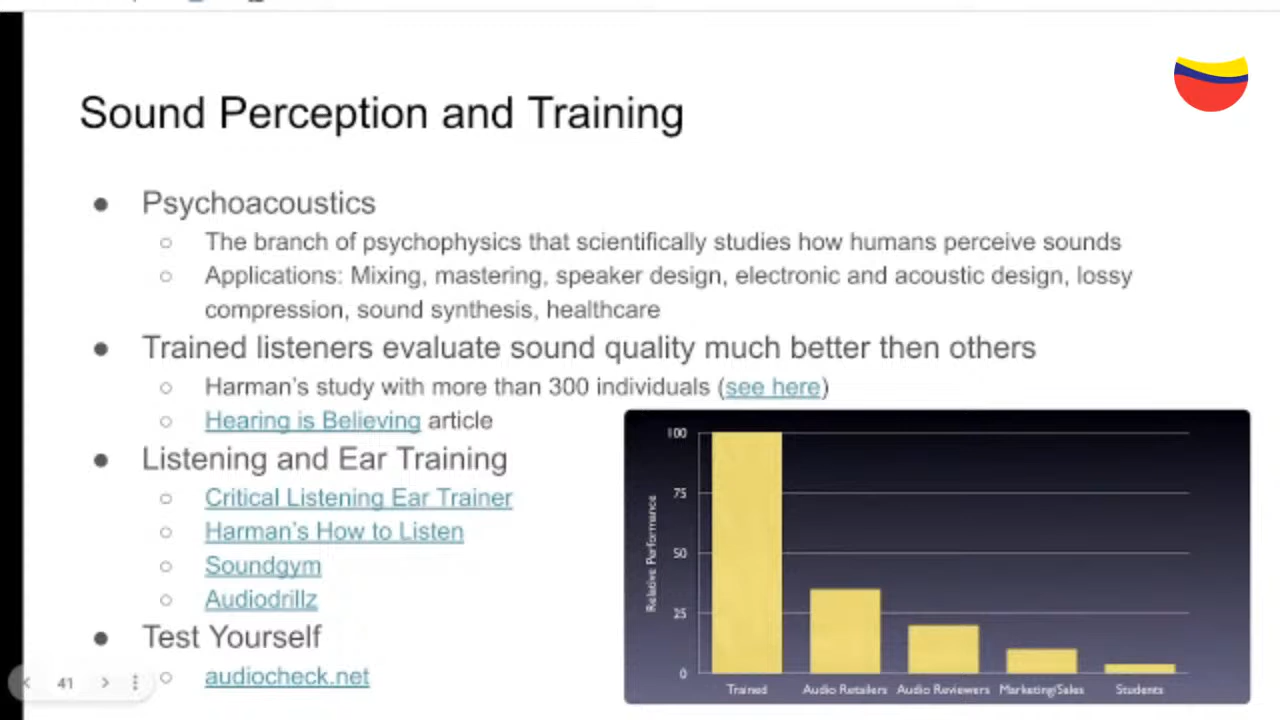 Sound Perception and Training
● Psychoacoustics
○ The branch of psychophysics that scientifically studies how humans perceive sounds
○ Applications: Mixing, mastering, speaker design, electronic and acoustic design, lossy
compression, sound synthesis, healthcare
● Trained listeners evaluate sound quality much better then others
○ Harman's study with more than 300 individuals (see here)
○ Hearing is Believing article
● Listening and Ear Training
○ Critical Listening Ear Trainer
○ Harman's How to Listen
○ Soundgym
○ Audiodrillz
● Test Yourself
○ audiocheck.net
41
Relative Performance
100
75
50
25
0
Trained Audio Retailers Audio Reviewers Marketing/Sales Students